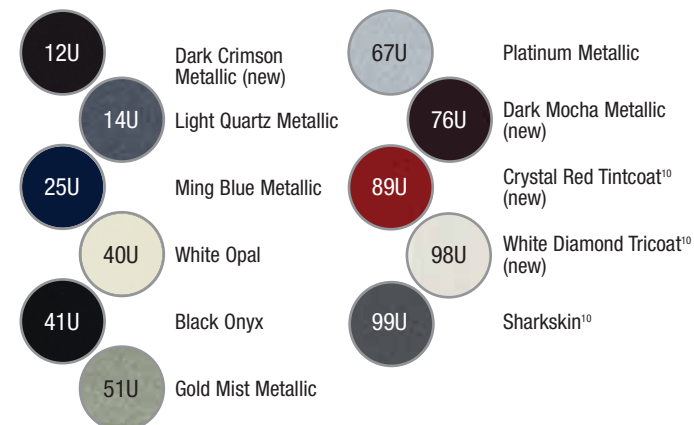 12U
Dark Crimson
Metallic (new)
14U
Light Quartz Metallic
25U
Ming Blue Metallic
40U
White Opal
41U
Black Onyx
51U
Gold Mist Metallic
67U
Platinum Metallic
76U
Dark Mocha Metallic
(new)
89U
Crystal Red Tintcoat¹⁰
(new)
98U
White Diamond Tricoat¹⁰
(new)
99U
Sharkskin¹⁰